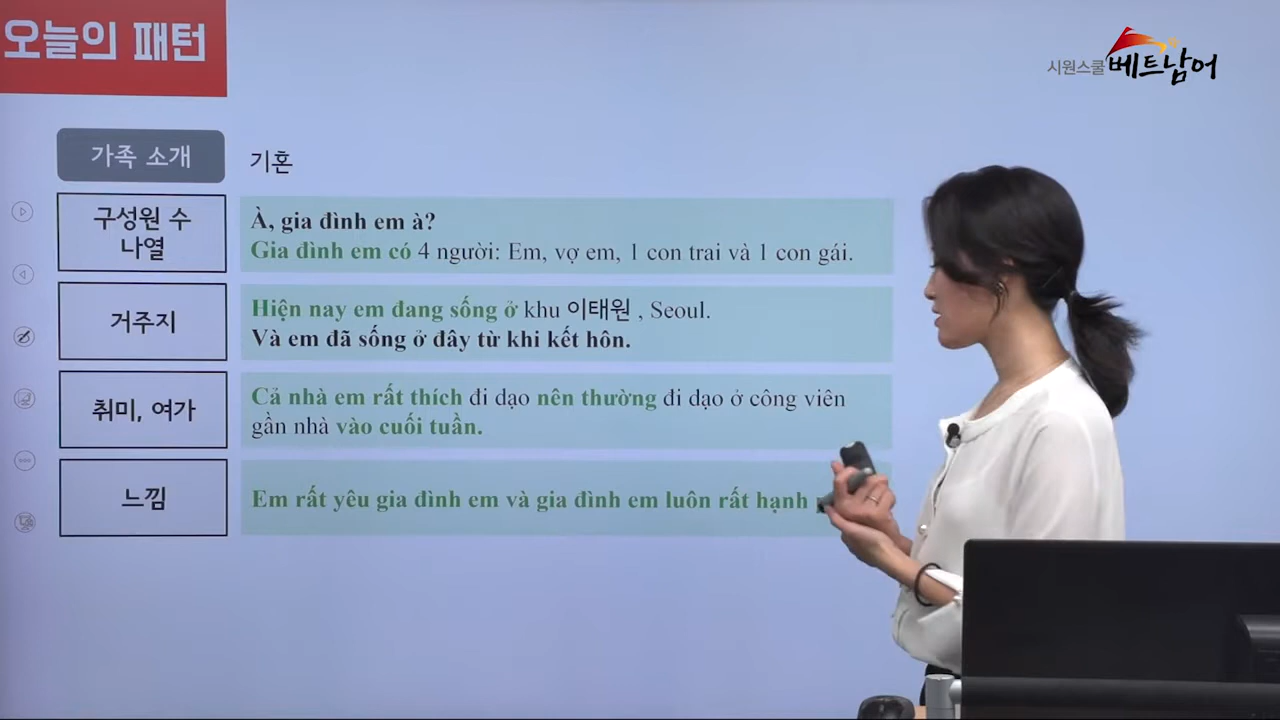 오늘의 패턴
시원스쿨 베트남어
가족 소개
기혼
구성원 수
나열
À, gia đình em à?
Gia đình em có 4 người: Em, vợ em, 1 con trai và 1 con gái.
거주지
Hiện nay em đang sống ở khu 이태원 , Seoul.
Và em đã sống ở đây từ khi kết hôn.
취미, 여가
Cả nhà em rất thích đi dạo nên thường đi dạo ở công viên
gần nhà vào cuối tuần.
느낌
Em rất yêu gia đình em và gia đình em luôn rất hạnh